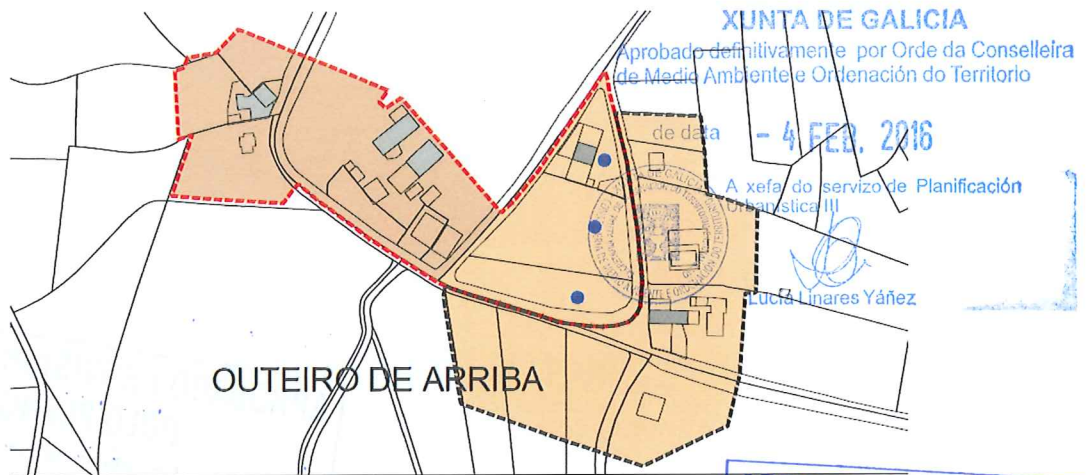 XUNTA DE GALICIA
Aprobado definitivamente por Orde da Conselleira
de Medio Ambiente e Ordenación do Territorio
de data - 4 FEB. 2016
A xefa do servizo de Planificación
Urbanística III
Lucía Linares Yáñez
OUTEIRO DE ARRIBA